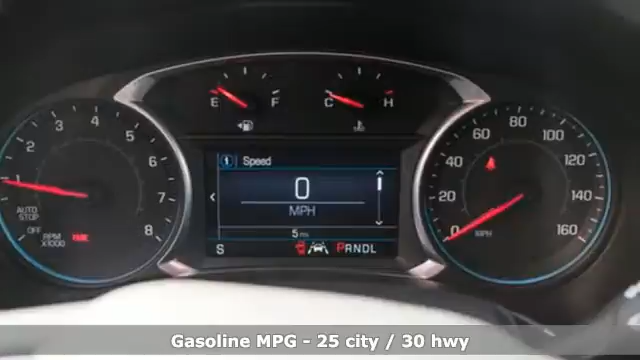 E F C H
1 2 3 4 5 6 7 8
AUTO
STOP
OFF
RPM
X1000
Speed
0
MPH
5 mi
S PRNDL
0 20 40 60 80 100 120 140 160
MPH
Gasoline MPG - 25 city / 30 hwy